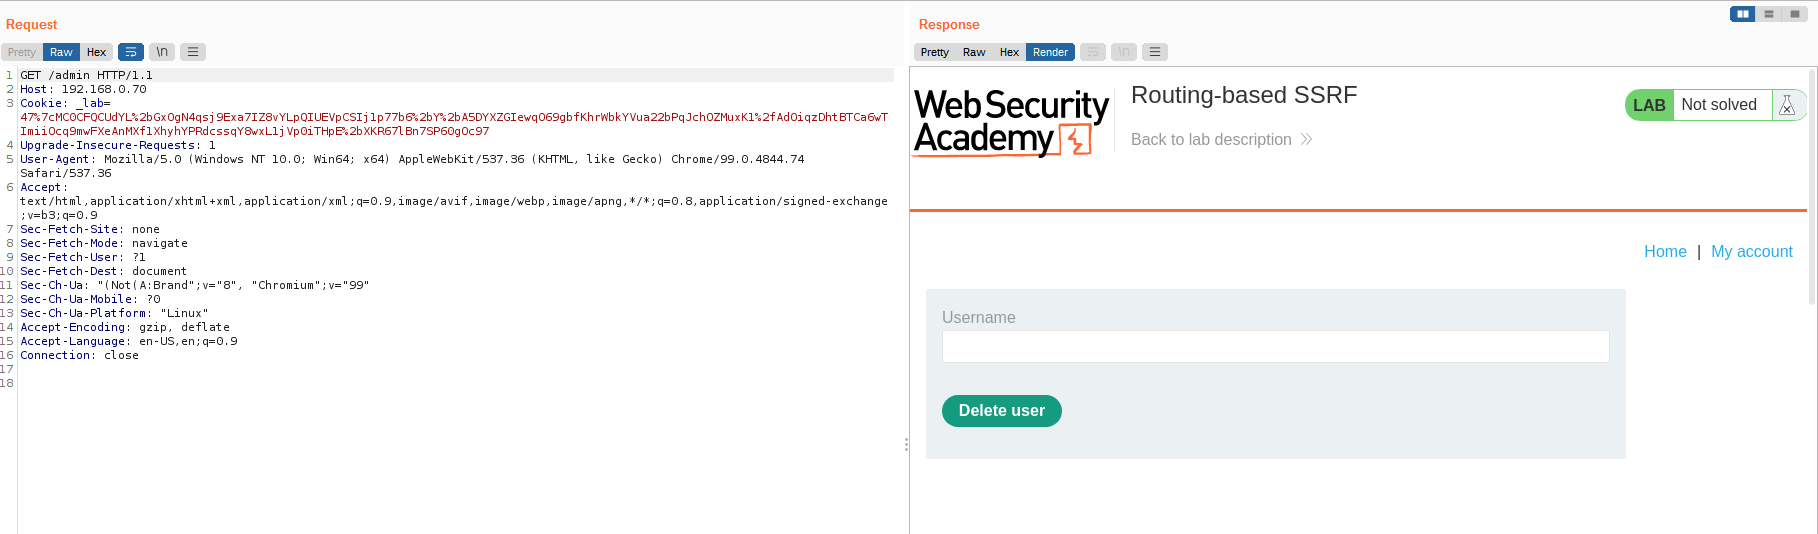 Request
Response
Pretty Raw Hex \n
Pretty Raw Hex Render \n
1 GET /admin HTTP/1.1
2 Host: 192.168.0.70
3 Cookie: _lab=
47%7cMC0CFQCUdYL%2bGxOgN4qsj9Exa7IZ8vYLpQIUEVpCSIj1p77b6%2bY%2bA5DYXZGIewqO69gbfKhrWbkYVua22bPqJchOZMuxK1%2fAdOiqzDhtBTCa6wT
ImiiOcq9mwFXeAnMXf1XhyhYPRdcssqY8wxL1jVp0iTHpE%2bXKR67lBn7SP60gOc97
4 Upgrade-Insecure-Requests: 1
5 User-Agent: Mozilla/5.0 (Windows NT 10.0; Win64; x64) AppleWebKit/537.36 (KHTML, like Gecko) Chrome/99.0.4844.74
Safari/537.36
6 Accept:
text/html,application/xhtml+xml,application/xml;q=0.9,image/avif,image/webp,image/apng,*/*;q=0.8,application/signed-exchange
;v=b3;q=0.9
7 Sec-Fetch-Site: none
8 Sec-Fetch-Mode: navigate
9 Sec-Fetch-User: ?1
10 Sec-Fetch-Dest: document
11 Sec-Ch-Ua: "(Not(A:Brand";v="8", "Chromium";v="99"
12 Sec-Ch-Ua-Mobile: ?0
13 Sec-Ch-Ua-Platform: "Linux"
14 Accept-Encoding: gzip, deflate
15 Accept-Language: en-US,en;q=0.9
16 Connection: close
17
18
Web Security
Academy
Routing-based SSRF
Back to lab description
LAB Not solved
Home | My account
Username
Delete user